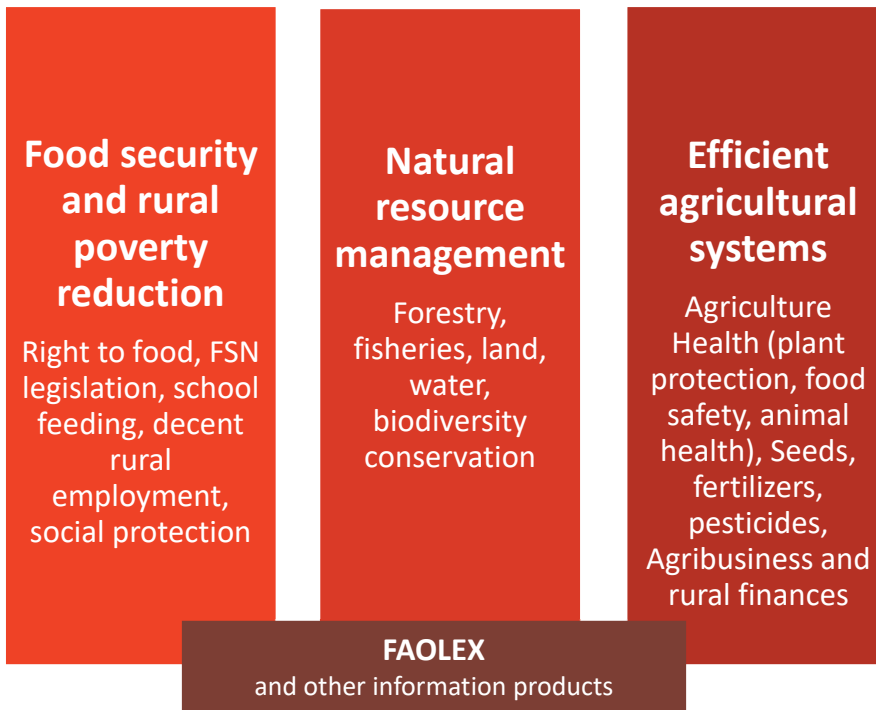 Food security
and rural
poverty
reduction
Right to food, FSN
legislation, school
feeding, decent
rural
employment,
social protection
Natural
resource
management
Forestry,
fisheries, land,
water,
biodiversity
conservation
Efficient
agricultural
systems
Agriculture
Health (plant
protection, food
safety, animal
health), Seeds,
fertilizers,
pesticides,
Agribusiness and
rural finances
FAOLEX
and other information products